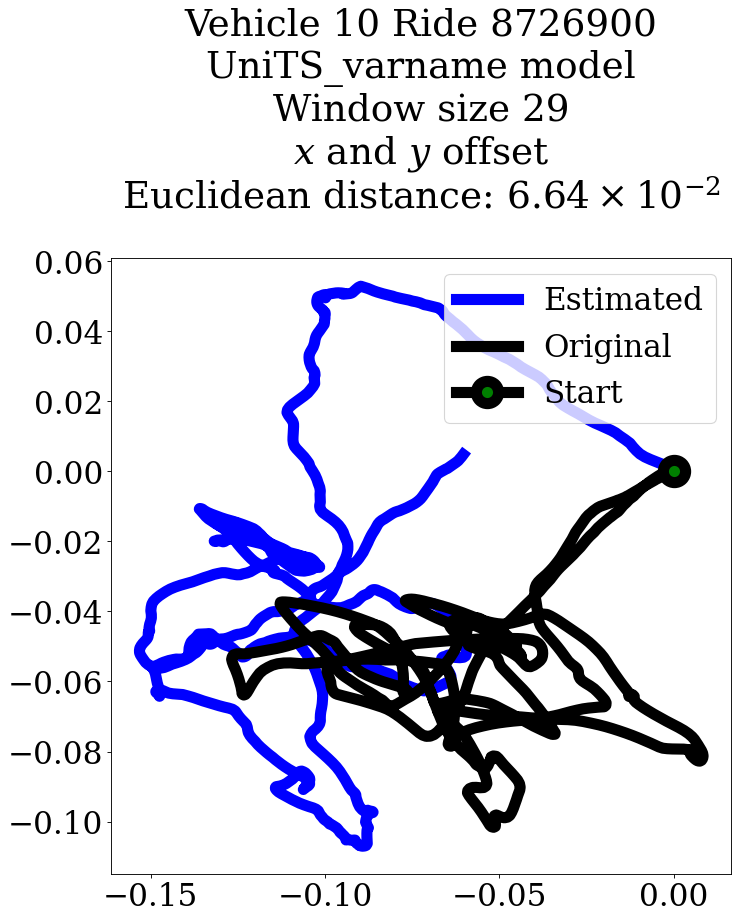 Vehicle 10 Ride 8726900
UniTS_varname model
Window size 29
x and y offset
Euclidean distance: 6.64 × 10⁻²
0.06
0.04
0.02
0.00
−0.02
−0.04
−0.06
−0.08
−0.10
Estimated
Original
Start
−0.15 −0.10 −0.05 0.00